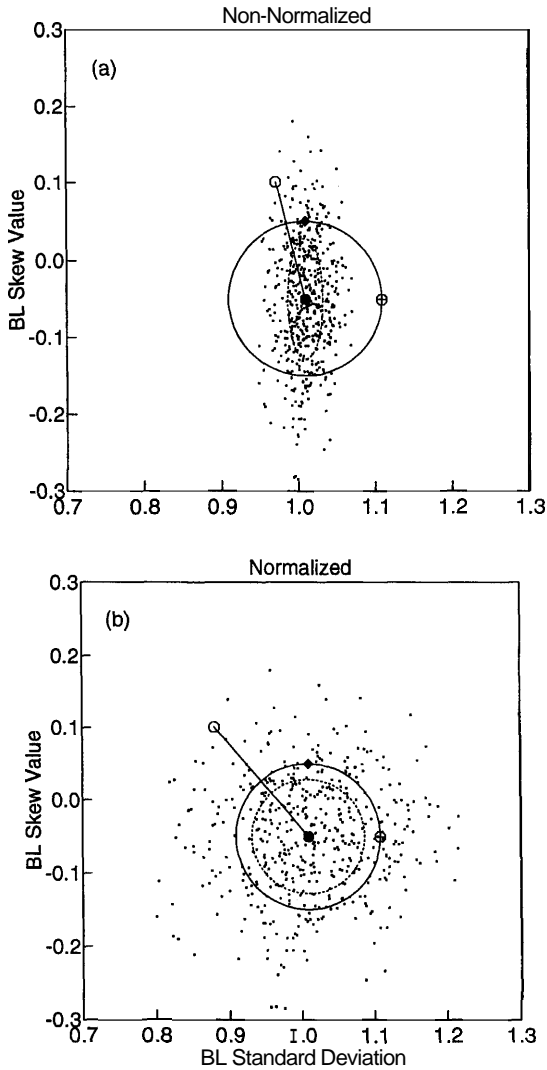 Non-Normalized
0.3
(a)
0.2
0.1
0.0
-0.1
-0.2
-0.3
BL Skew Value
0.7 0.8 0.9 1.0 1.1 1.2 1.3
Normalized
0.3
(b)
0.2
0.1
0.0
-0.1
-0.2
-0.3
BL Skew Value
0.7 0.8 0.9 I.0 1.1 1.2 1.3
BL Standard Deviation